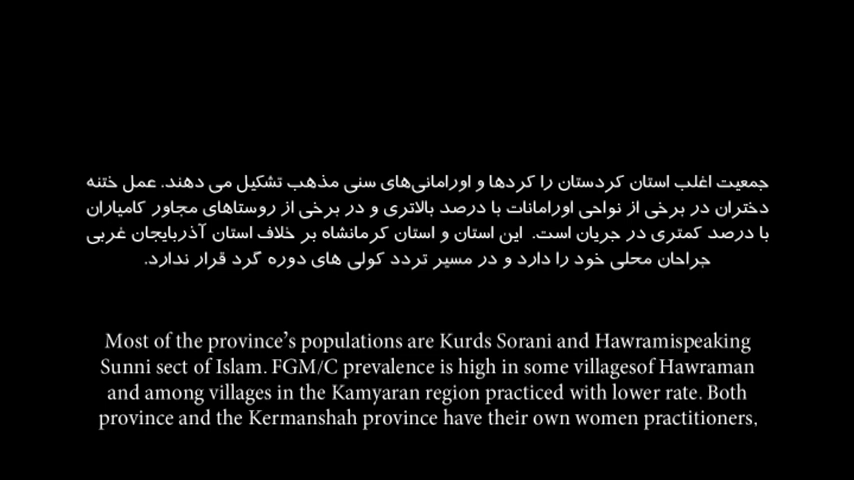 جمعیت اغلب استان کردستان را کردها و اورامانی‌های سنی مذهب تشکیل می دهند. عمل ختنه
دختران در برخی از نواحی اورامانات با درصد بالاتری و در برخی از روستاهای مجاور کامیاران
با درصد کمتری در جریان است. این استان و استان کرمانشاه بر خلاف استان آذربایجان غربی
جراحان محلی خود را دارد و در مسیر تردد کولی های دوره گرد قرار ندارد.
Most of the province's populations are Kurds Sorani and Hawramispeaking
Sunni sect of Islam. FGM/C prevalence is high in some villagesof Hawraman
and among villages in the Kamyaran region practiced with lower rate. Both
province and the Kermanshah province have their own women practitioners,